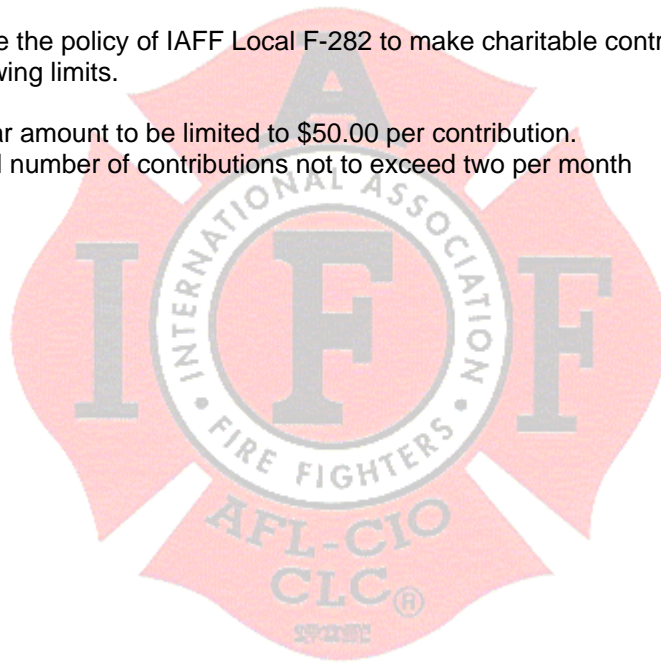 e the policy of IAFF Local F-282 to make charitable contr
wing limits.
ar amount to be limited to $50.00 per contribution.
l number of contributions not to exceed two per month
A
INTERNATIONAL ASSOCIATION
I F F
• FIRE FIGHTERS •
AFL-CIO
CLC®